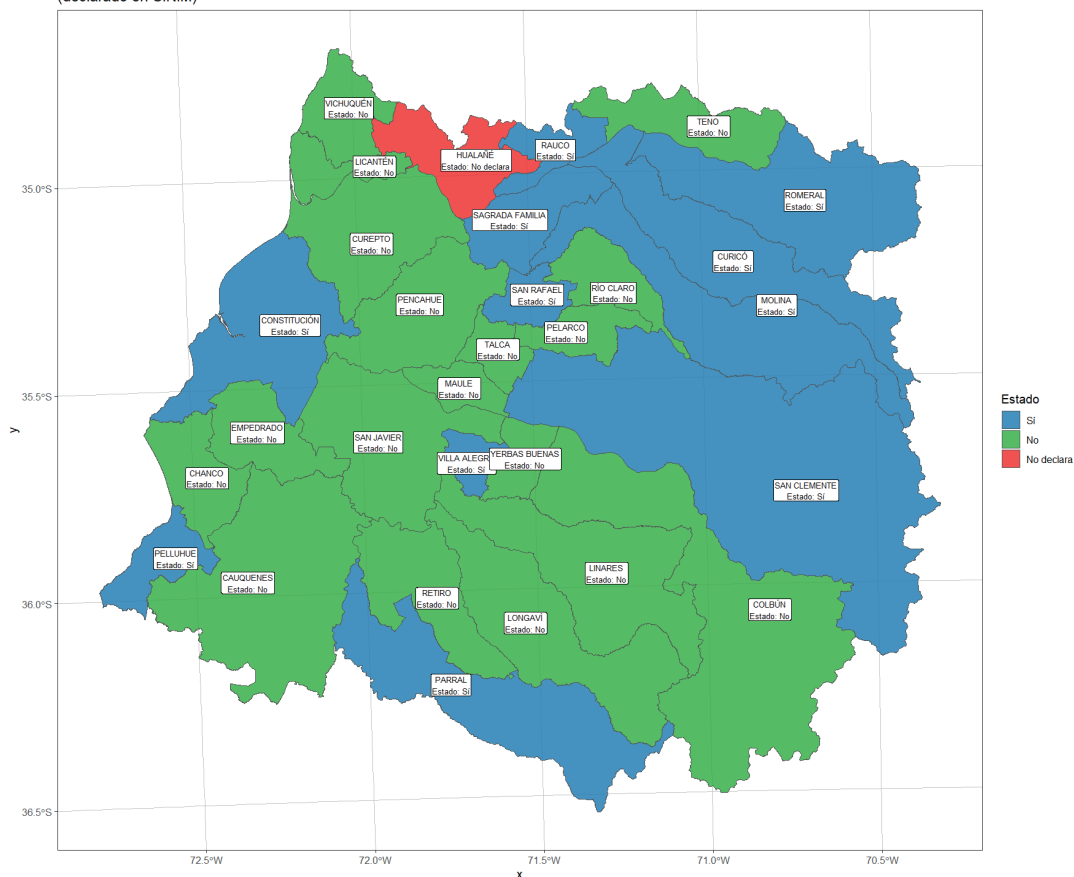 VICHUQUÉN
Estado: No
TENO
Estado: No
RAUCO
Estado: Sí
HUALAÑÉ
Estado: No declara
LICANTÉN
Estado: No
35.0°S
ROMERAL
Estado: Sí
SAGRADA FAMILIA
Estado: Sí
CUREPTO
Estado: No
CURICÓ
Estado: Sí
SAN RAFAEL
Estado: Sí
RÍO CLARO
Estado: No
PENCAHUE
Estado: No
MOLINA
Estado: Sí
CONSTITUCIÓN
Estado: Sí
PELARCO
Estado: No
TALCA
Estado: No
MAULE
Estado: No
35.5°S
Estado
Sí
No
No declara
y
EMPEDRADO
Estado: No
SAN JAVIER
Estado: No
VILLA ALEGR
Estado: Sí
YERBAS BUENAS
Estado: No
CHANCO
Estado: No
SAN CLEMENTE
Estado: Sí
PELLUHUE
Estado: Sí
CAUQUENES
Estado: No
LINARES
Estado: No
RETIRO
Estado: No
COLBÚN
Estado: No
36.0°S
LONGAVÍ
Estado: No
PARRAL
Estado: Sí
36.5°S
72.5°W
72.0°W
71.5°W
71.0°W
70.5°W
x